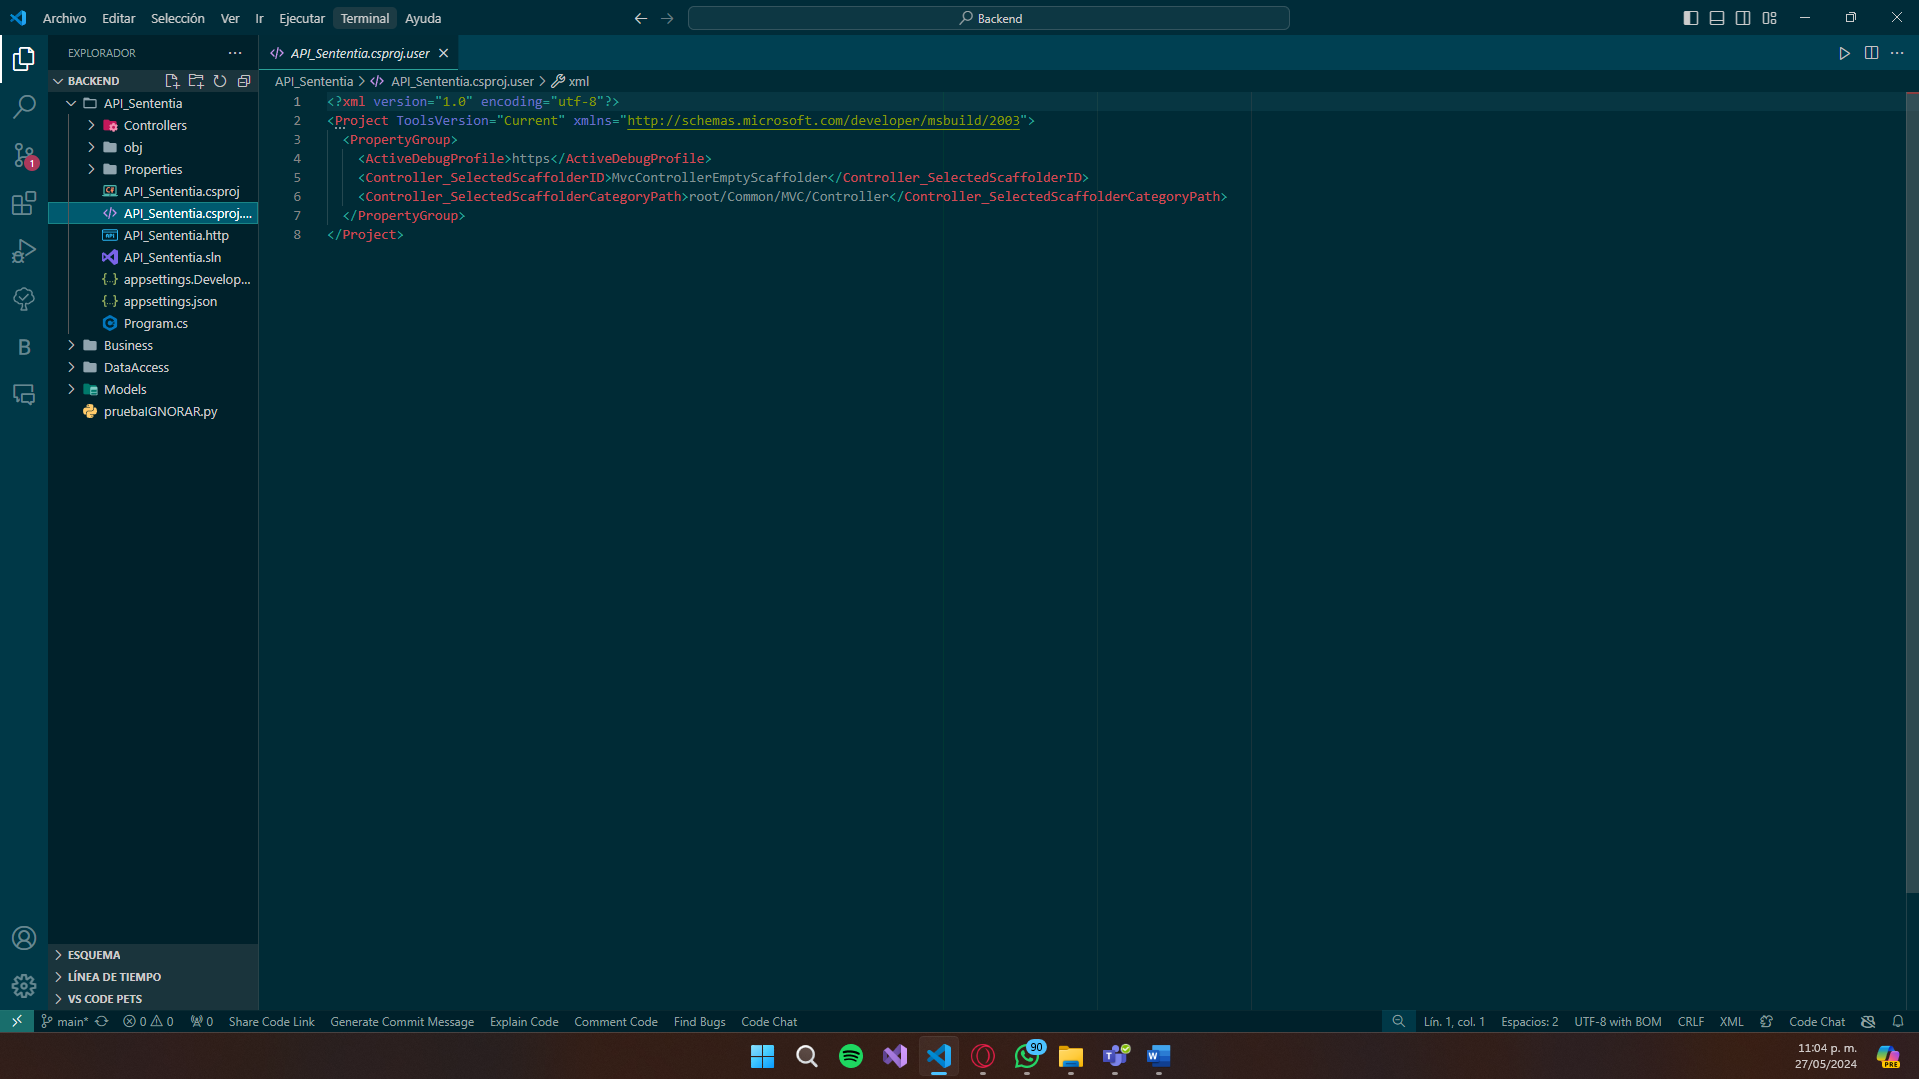 Archivo Editar Selección Ver Ir Ejecutar Terminal Ayuda
Backend
EXPLORADOR
API_Sententia.csproj.user
BACKEND
API_Sententia > API_Sententia.csproj.user > xml
API_Sententia
Controllers
obj
Properties
API_Sententia.csproj
API_Sententia.csproj....
API_Sententia.http
API_Sententia.sln
appsettings.Develop...
appsettings.json
Program.cs
Business
DataAccess
Models
pruebaIGNORAR.py
1 <?xml version="1.0" encoding="utf-8"?>
2 <Project ToolsVersion="Current" xmlns="http://schemas.microsoft.com/developer/msbuild/2003">
3 <PropertyGroup>
4 <ActiveDebugProfile>https</ActiveDebugProfile>
5 <Controller_SelectedScaffolderID>MvcControllerEmptyScaffolder</Controller_SelectedScaffolderID>
6 <Controller_SelectedScaffolderCategoryPath>root/Common/MVC/Controller</Controller_SelectedScaffolderCategoryPath>
7 </PropertyGroup>
8 </Project>
1
B
ESQUEMA
LÍNEA DE TIEMPO
VS CODE PETS
main* 0 0 0 Share Code Link Generate Commit Message Explain Code Comment Code Find Bugs Code Chat
Lín. 1, col. 1 Espacios: 2 UTF-8 with BOM CRLF XML Code Chat
90
11:04 p. m.
27/05/2024
PRE